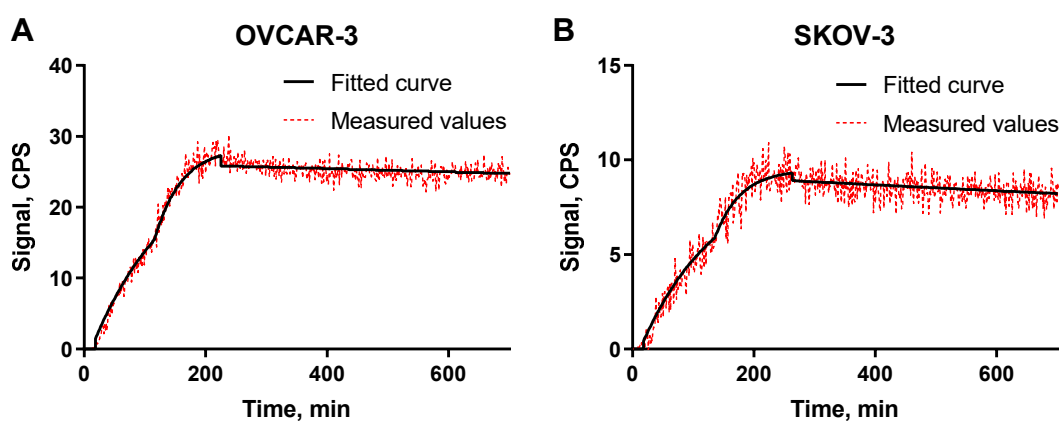 A
OVCAR-3
Signal, CPS
40
30
20
10
0
Fitted curve
Measured values
0 200 400 600
Time, min
B
SKOV-3
Signal, CPS
15
10
5
0
Fitted curve
Measured values
0 200 400 600
Time, min